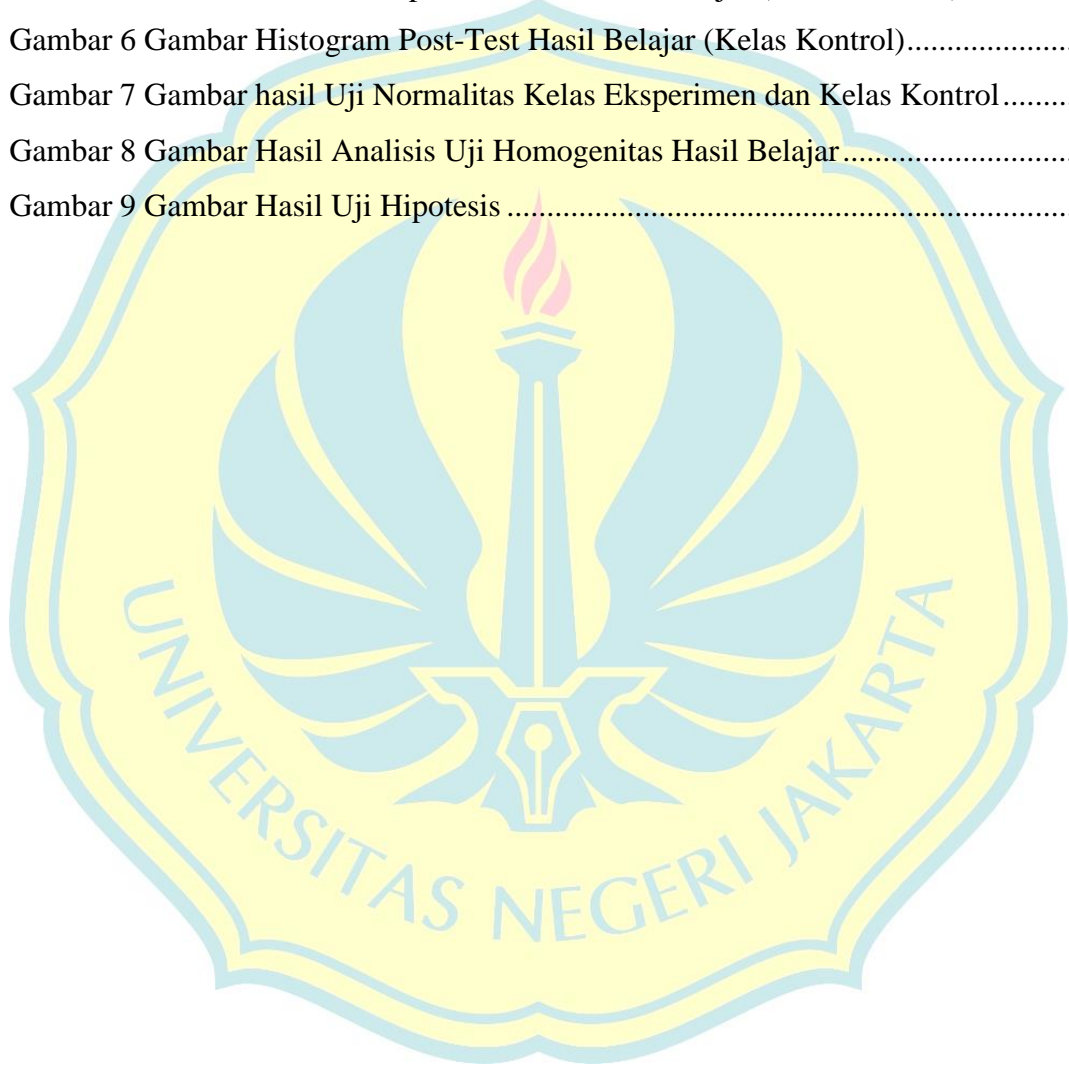 Gambar 6 Gambar Histogram Post-Test Hasil Belajar (Kelas Kontrol)......................
Gambar 7 Gambar hasil Uji Normalitas Kelas Eksperimen dan Kelas Kontrol.........
Gambar 8 Gambar Hasil Analisis Uji Homogenitas Hasil Belajar..............................
Gambar 9 Gambar Hasil Uji Hipotesis .......................................................................
UNIVERSITAS NEGERI JAKARTA